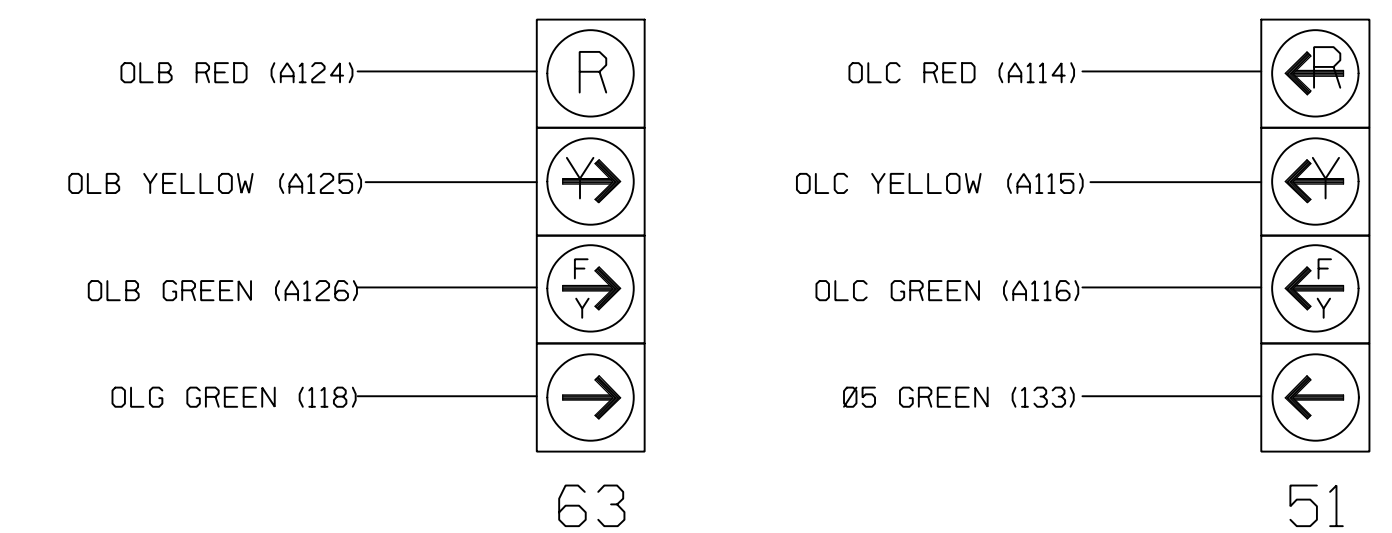 OLB RED (A124)
R
OLB YELLOW (A125)
Y
OLB GREEN (A126)
F
Y
OLG GREEN (118)
63
OLC RED (A114)
R
OLC YELLOW (A115)
Y
OLC GREEN (A116)
F
Y
Ø5 GREEN (133)
51